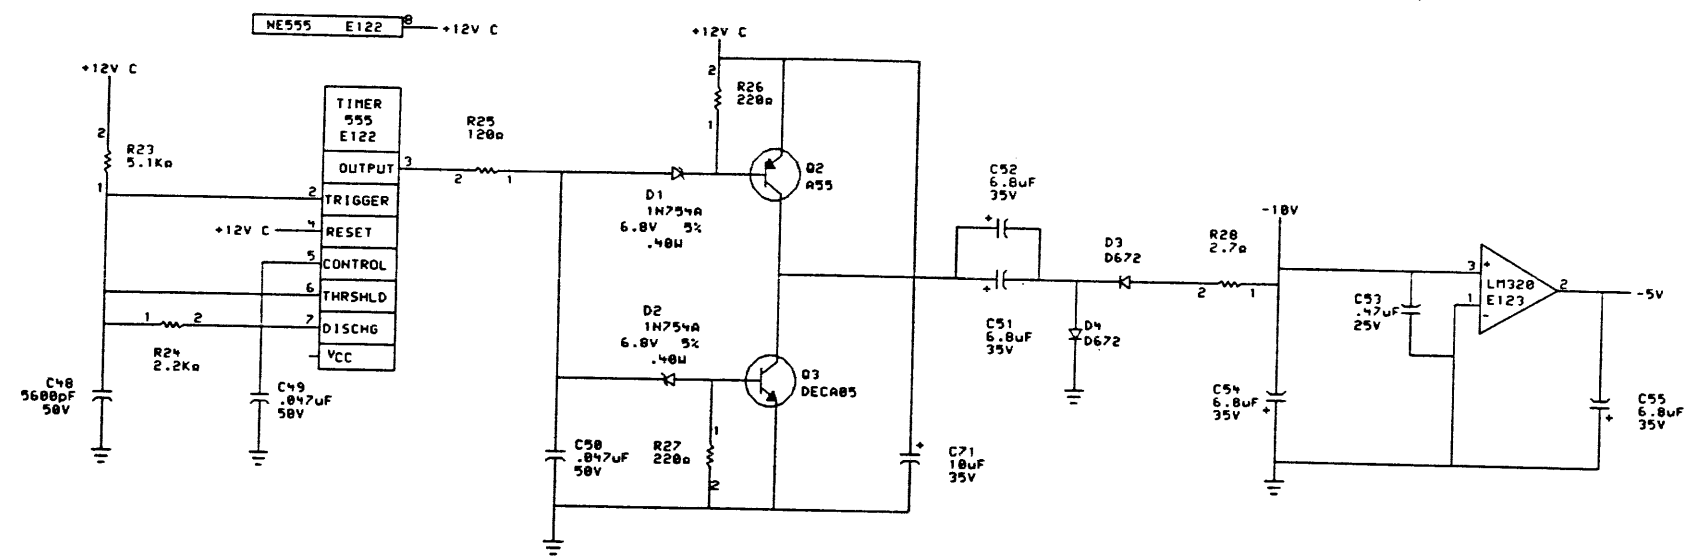 NE555 E122 8 +12V C
+12V C
2
R23
5.1KΩ
1
TIMER
555
E122
OUTPUT 3
2 TRIGGER
+12V C 4 RESET
5 CONTROL
6 THRSHLD
7 DISCHG
VCC
1 2
R24
2.2KΩ
C48
5600pF
50V
C49
.047uF
50V
R25
120Ω
2 1
+12V C
2
R26
220Ω
1
D1
1N754A
6.8V 5%
.40W
Q2
A55
D2
1N754A
6.8V 5%
.40W
Q3
DECA05
C50
.047uF
50V
R27
220Ω
1
2
+
C71
10uF
35V
C52
6.8uF
35V
+
+
C51
6.8uF
35V
D3
D672
D4
D672
R28
2.7Ω
2 1
-10V
C53
.47uF
25V
3 +
1 -
LM320
E123
2
-5V
C54
6.8uF
35V
+
C55
6.8uF
35V
+